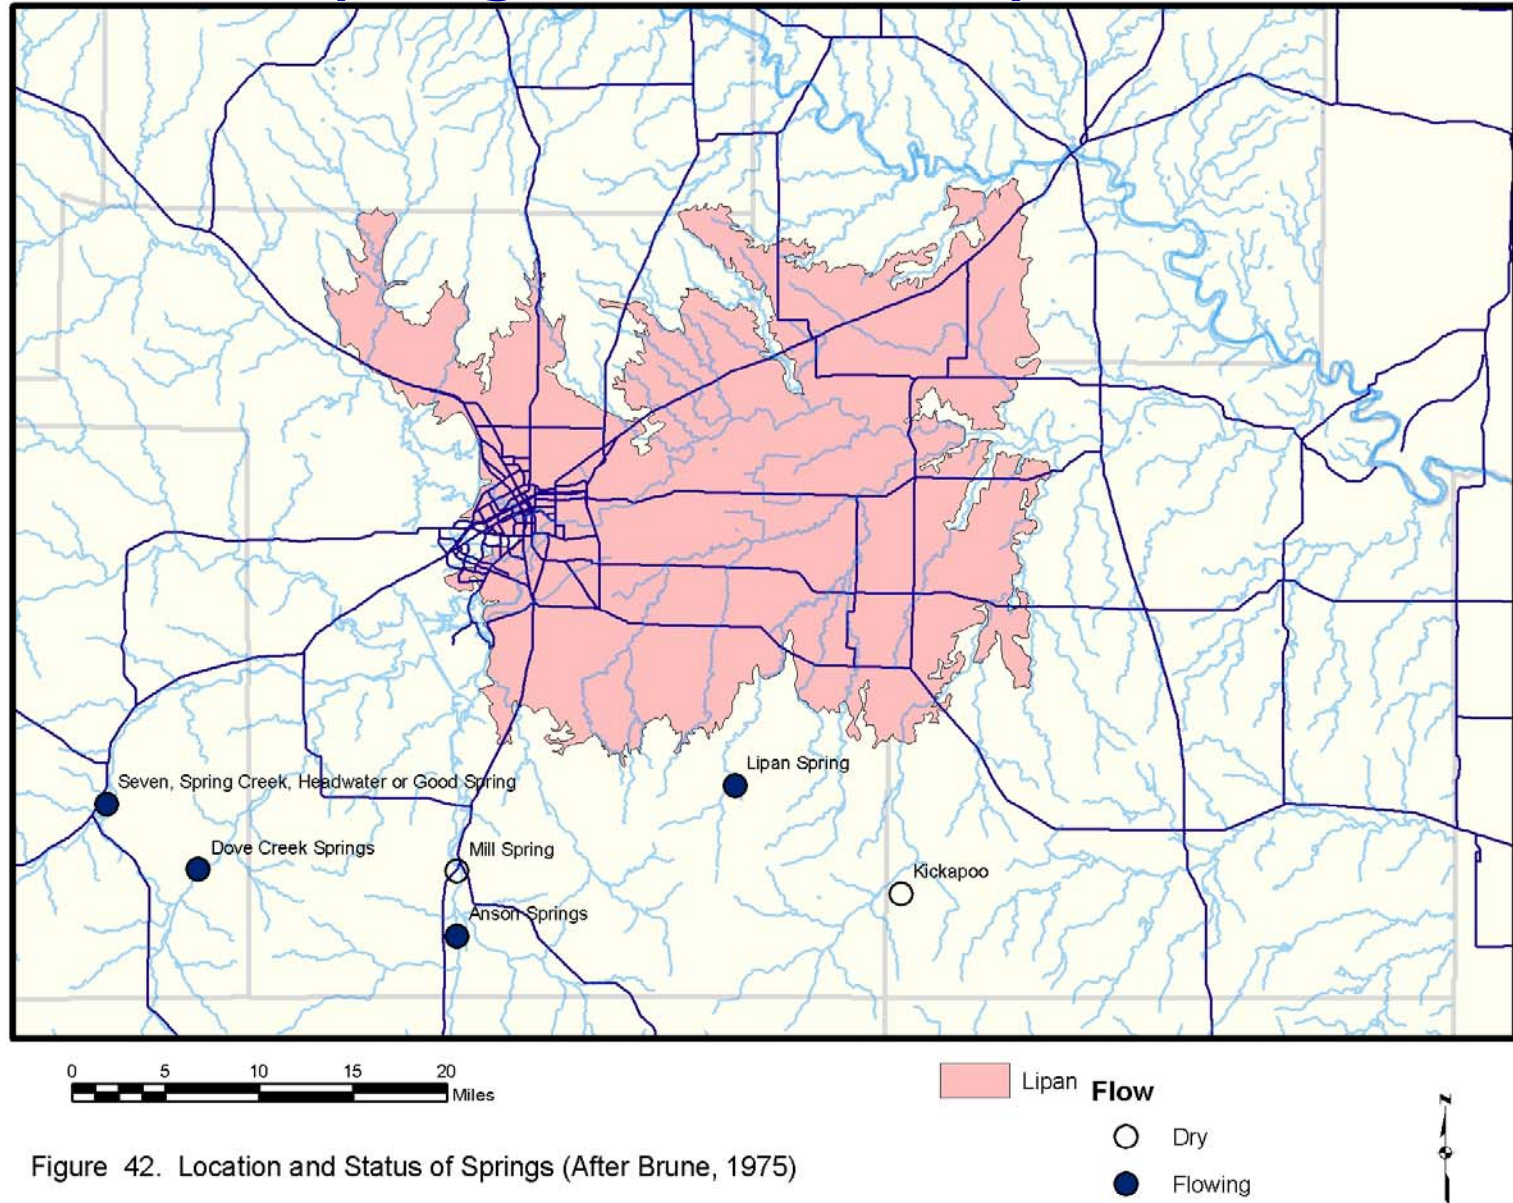 Seven, Spring Creek, Headwater or Good Spring
Lipan Spring
Dove Creek Springs
Mill Spring
Kickapoo
Anson Springs
0 5 10 15 20
Miles
Lipan
Flow
Dry
Flowing
N
Figure 42. Location and Status of Springs (After Brune, 1975)